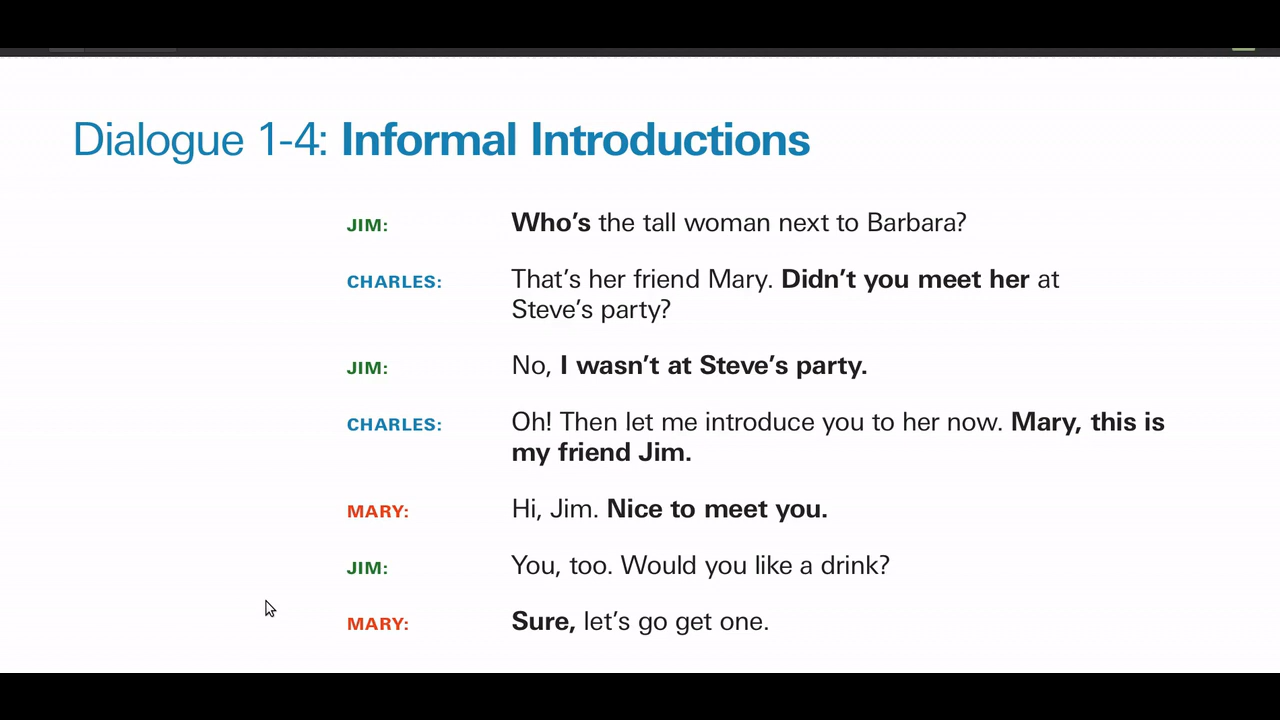 Dialogue 1-4: Informal Introductions
JIM: Who’s the tall woman next to Barbara?
CHARLES: That’s her friend Mary. Didn’t you meet her at
Steve’s party?
JIM: No, I wasn’t at Steve’s party.
CHARLES: Oh! Then let me introduce you to her now. Mary, this is
my friend Jim.
MARY: Hi, Jim. Nice to meet you.
JIM: You, too. Would you like a drink?
MARY: Sure, let’s go get one.